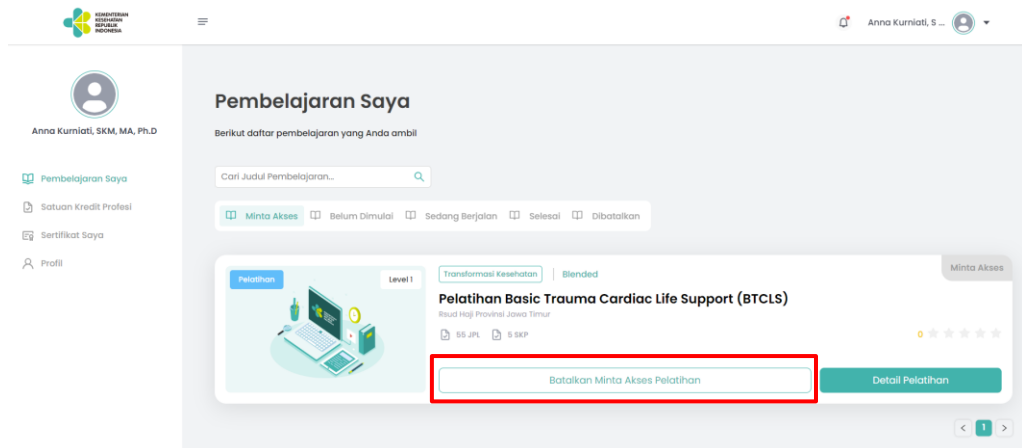 KEMENTERIAN
KESEHATAN
REPUBLIK
INDONESIA
Anna Kurniati, S ...
Anna Kurniati, SKM, MA, Ph.D
Pembelajaran Saya
Satuan Kredit Profesi
Sertifikat Saya
Profil
Pembelajaran Saya
Berikut daftar pembelajaran yang Anda ambil
Cari Judul Pembelajaran...
Minta Akses Belum Dimulai Sedang Berjalan Selesai Dibatalkan
Pelatihan Level 1
Transformasi Kesehatan Blended
Minta Akses
Pelatihan Basic Trauma Cardiac Life Support (BTCLS)
Rsud Haji Provinsi Jawa Timur
55 JPL 5 SKP
0
Batalkan Minta Akses Pelatihan
Detail Pelatihan
< 1 >